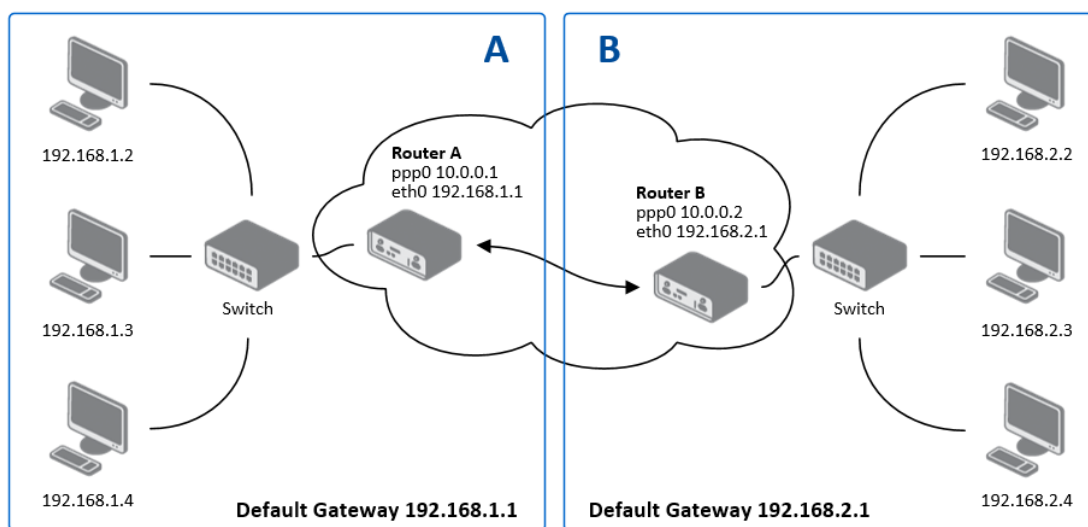 A
B
192.168.1.2
Router A
ppp0 10.0.0.1
eth0 192.168.1.1
Switch
192.168.1.3
192.168.1.4
Default Gateway 192.168.1.1
Router B
ppp0 10.0.0.2
eth0 192.168.2.1
Switch
192.168.2.2
192.168.2.3
192.168.2.4
Default Gateway 192.168.2.1